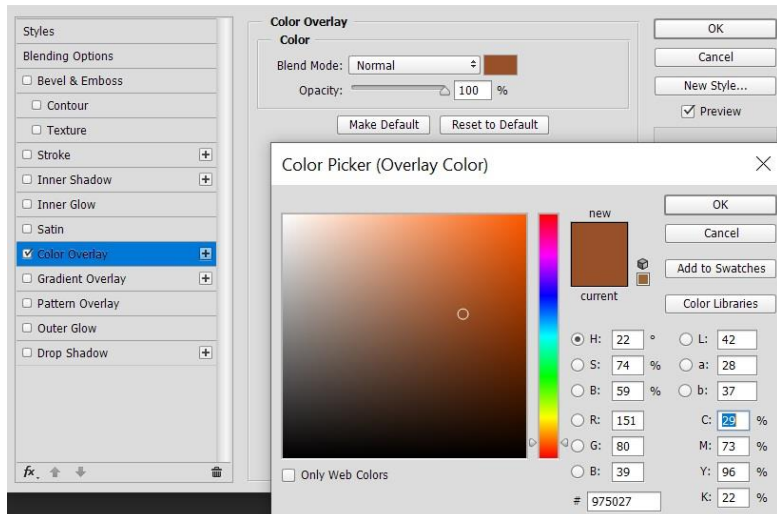 Styles
Blending Options
Bevel & Emboss
Contour
Texture
Stroke
Inner Shadow
Inner Glow
Satin
Color Overlay
Gradient Overlay
Pattern Overlay
Outer Glow
Drop Shadow
fx
Color Overlay
Color
Blend Mode: Normal
Opacity: 100 %
Make Default Reset to Default
OK
Cancel
New Style...
Preview
Color Picker (Overlay Color)
new
current
OK
Cancel
Add to Swatches
Color Libraries
H: 22 ° L: 42
S: 74 % a: 28
B: 59 % b: 37
R: 151 C: 29 %
G: 80 M: 73 %
B: 39 Y: 96 %
# 975027 K: 22 %
Only Web Colors